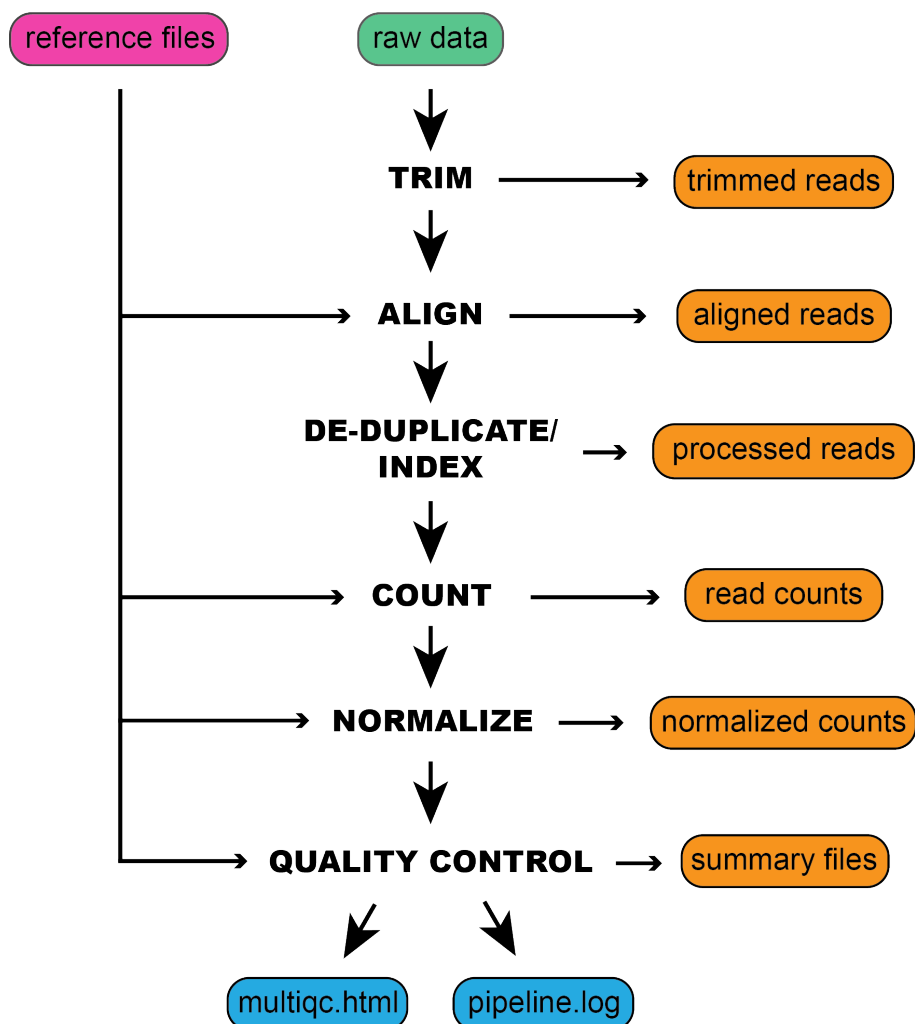 reference files
raw data
TRIM
trimmed reads
ALIGN
aligned reads
DE-DUPLICATE/
INDEX
processed reads
COUNT
read counts
NORMALIZE
normalized counts
QUALITY CONTROL
summary files
multiqc.html
pipeline.log